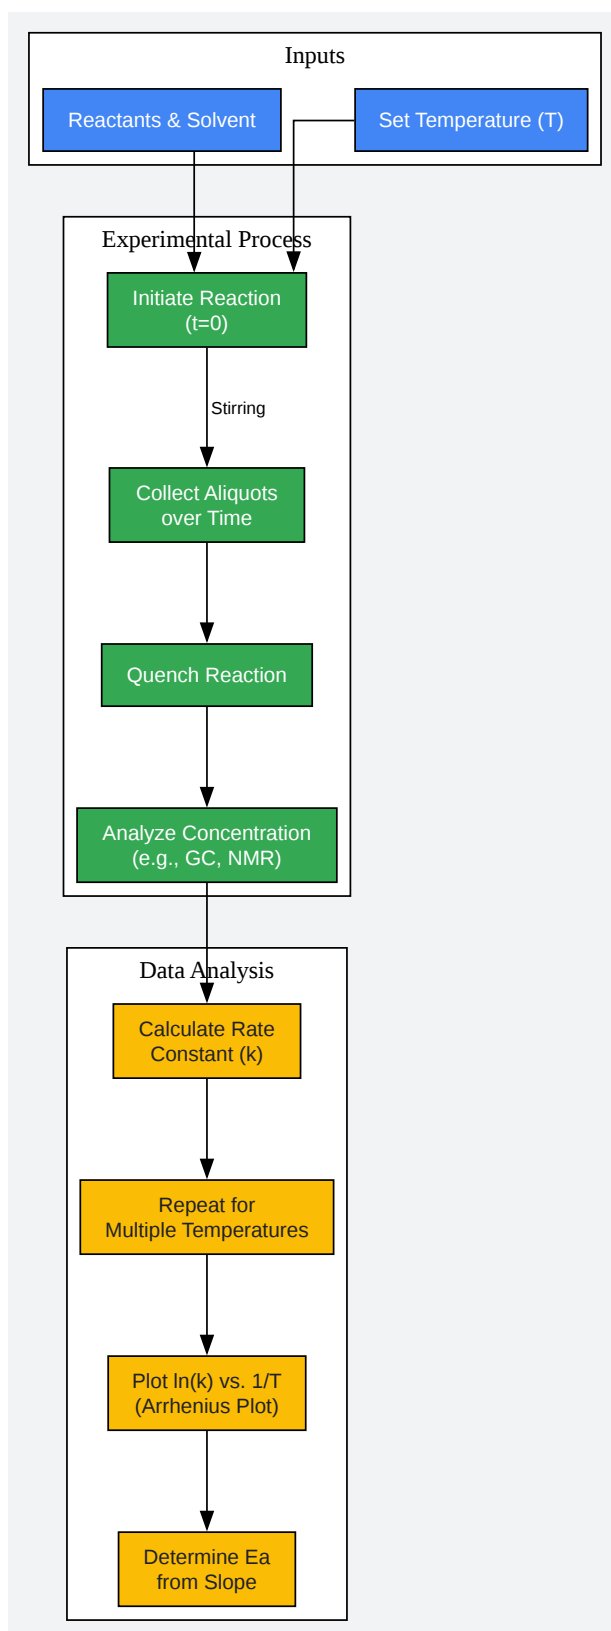 Inputs
Reactants & Solvent
Set Temperature (T)
Experimental Process
Initiate Reaction
(t=0)
Stirring
Collect Aliquots
over Time
Quench Reaction
Analyze Concentration
(e.g., GC, NMR)
Data Analysis
Calculate Rate
Constant (k)
Repeat for
Multiple Temperatures
Plot ln(k) vs. 1/T
(Arrhenius Plot)
Determine Ea
from Slope